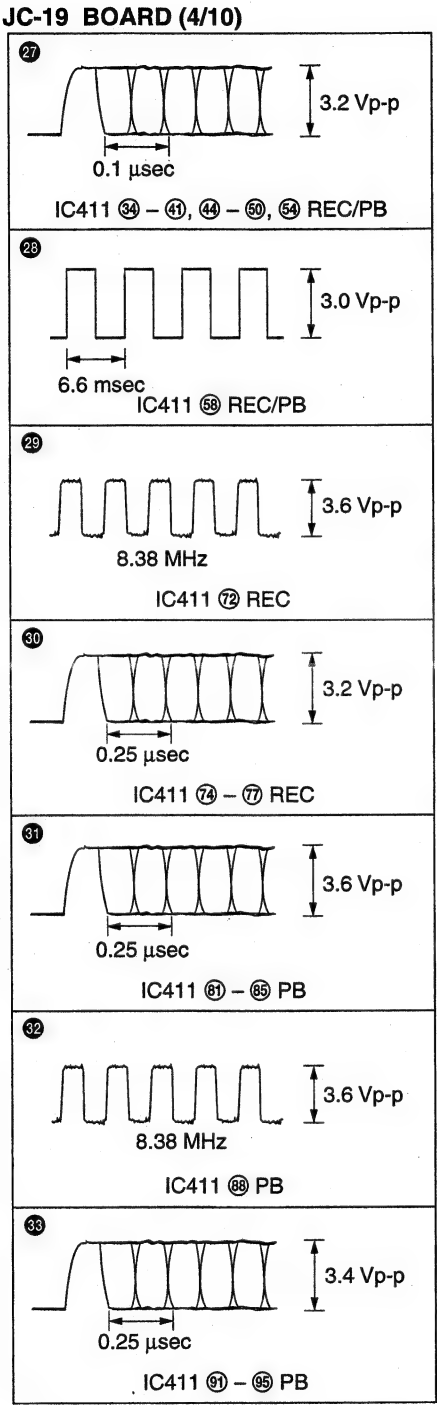 JC-19 BOARD (4/10)
㉗
3.2 Vp-p
0.1 μsec
IC411 ㉞ – ㊶, ㊹ – ㊿, 54 REC/PB
㉘
3.0 Vp-p
6.6 msec
IC411 58 REC/PB
㉙
3.6 Vp-p
8.38 MHz
IC411 72 REC
㉚
3.2 Vp-p
0.25 μsec
IC411 74 – 77 REC
㉛
3.6 Vp-p
0.25 μsec
IC411 81 – 85 PB
㉜
3.6 Vp-p
8.38 MHz
IC411 88 PB
㉝
3.4 Vp-p
0.25 μsec
IC411 91 – 95 PB